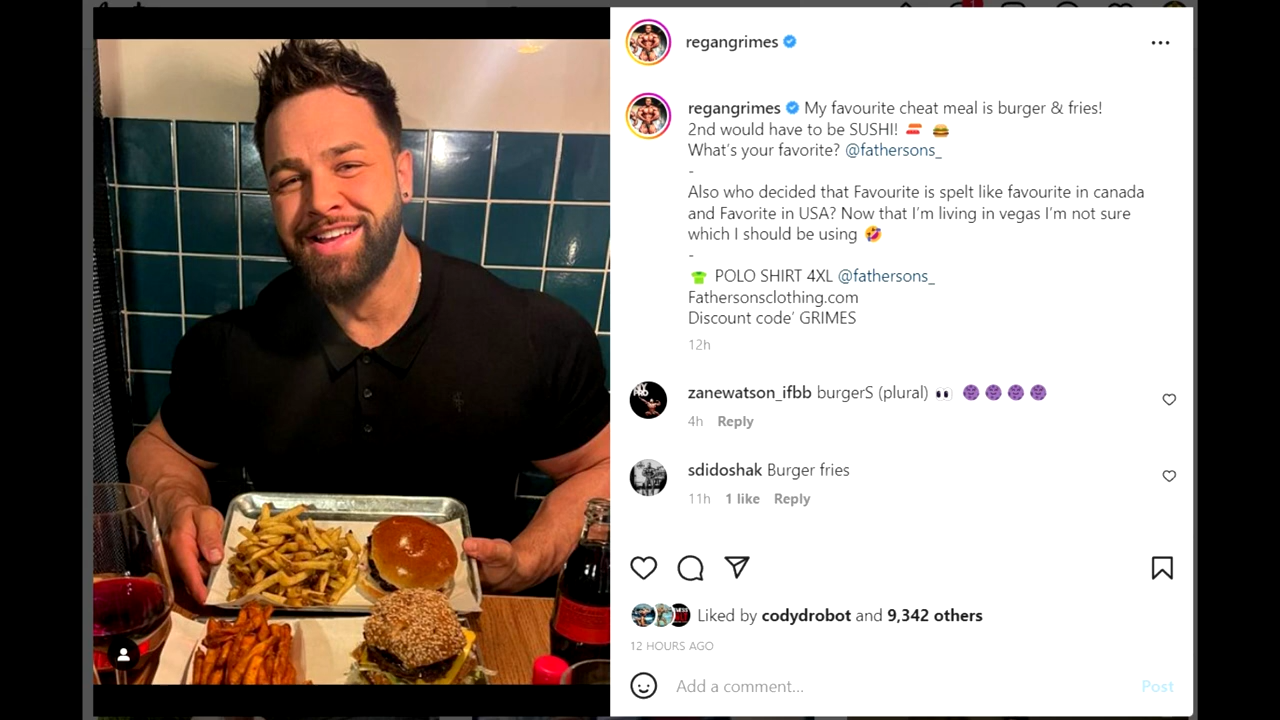 regangrimes
regangrimes My favourite cheat meal is burger & fries!
2nd would have to be SUSHI! 🍣 🍔
What's your favorite? @fathersons_
-
Also who decided that Favourite is spelt like favourite in canada
and Favorite in USA? Now that I'm living in vegas I'm not sure
which I should be using 🤣
-
👕 POLO SHIRT 4XL @fathersons_
Fathersonsclothing.com
Discount code' GRIMES
12h
zanewatson_ifbb burgerS (plural) 👀
4h Reply
sdidoshak Burger fries
11h 1 like Reply
Liked by codydrobot and 9,342 others
12 HOURS AGO
Add a comment... Post